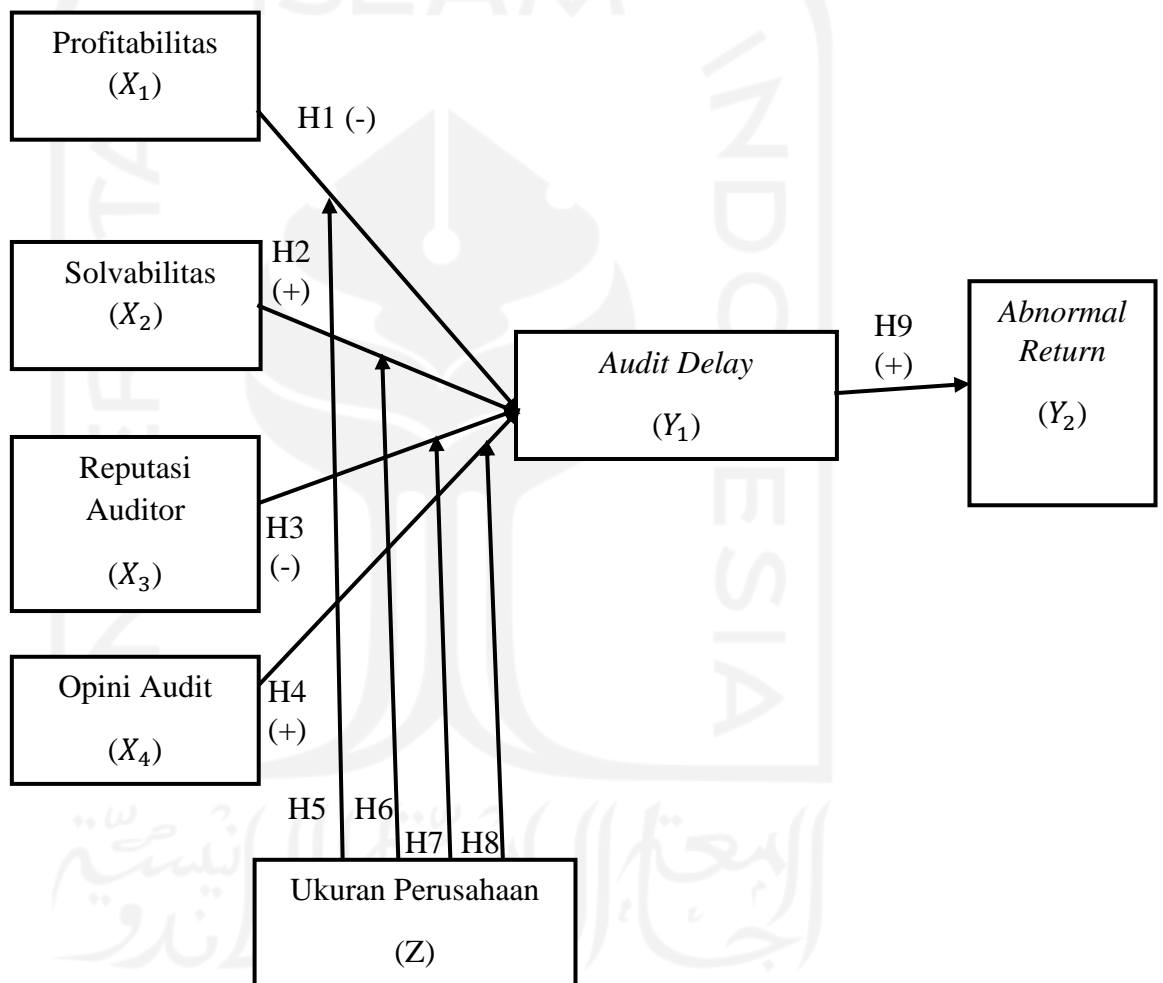 Profitabilitas
(𝑋₁)
H1 (-)
Solvabilitas
(𝑋₂)
H2
(+)
Reputasi
Auditor
(𝑋₃)
H3
(-)
Opini Audit
(𝑋₄)
H4
(+)
Audit Delay
(𝑌₁)
H9
(+)
Abnormal
Return
(𝑌₂)
H5
H6
H7
H8
Ukuran Perusahaan
(Z)
INDONESIA